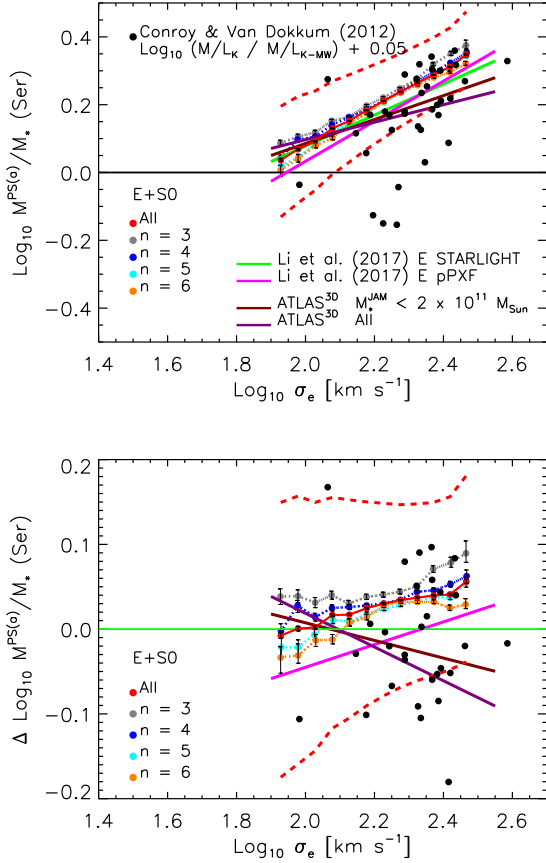 Conroy & Van Dokkum (2012)
Log₁₀ (M/L_K / M/L_K-MW) + 0.05
0.4
0.2
0.0
-0.2
-0.4
Log₁₀ M^PS(α)/M* (Ser)
E+S0
All
n = 3
n = 4
n = 5
n = 6
Li et al. (2017) E STARLIGHT
Li et al. (2017) E pPXF
ATLAS³ᴰ M*^JAM < 2 x 10¹¹ M_Sun
ATLAS³ᴰ All
1.4 1.6 1.8 2.0 2.2 2.4 2.6
Log₁₀ σₑ [km s⁻¹]
0.2
0.1
0.0
-0.1
-0.2
Δ Log₁₀ M^PS(α)/M* (Ser)
E+S0
All
n = 3
n = 4
n = 5
n = 6
1.4 1.6 1.8 2.0 2.2 2.4 2.6
Log₁₀ σₑ [km s⁻¹]